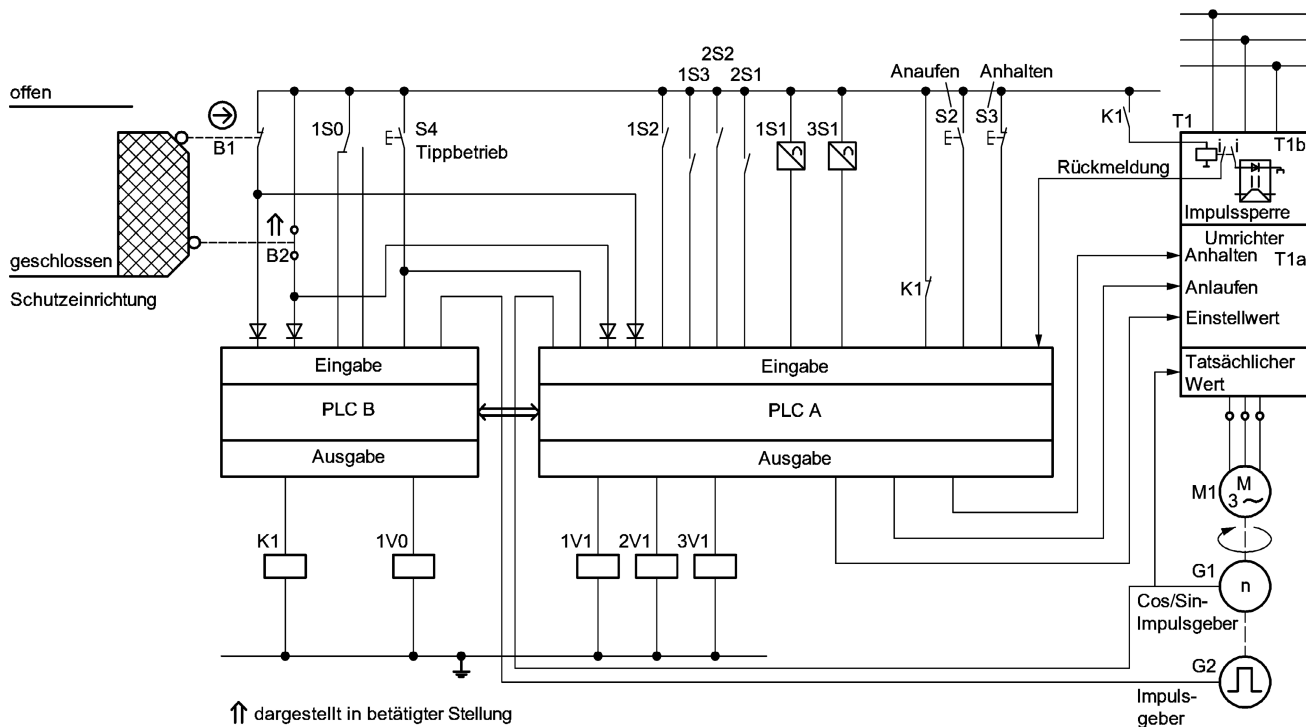 offen
B1
1S0
S4
Tippbetrieb
2S2
1S3
2S1
1S2
1S1
3S1
Anaufen
Anhalten
S2
S3
K1
T1
T1b
i
i
Rückmeldung
Impulssperre
Umrichter
Anhalten
T1a
Anlaufen
Einstellwert
Tatsächlicher
Wert
B2
geschlossen
Schutzeinrichtung
K1
Eingabe
PLC B
Ausgabe
Eingabe
PLC A
Ausgabe
K1
1V0
1V1
2V1
3V1
M1
M
3 ~
G1
n
Cos/Sin-
Impulsgeber
G2
Impuls-
geber
⇑ dargestellt in betätigter Stellung